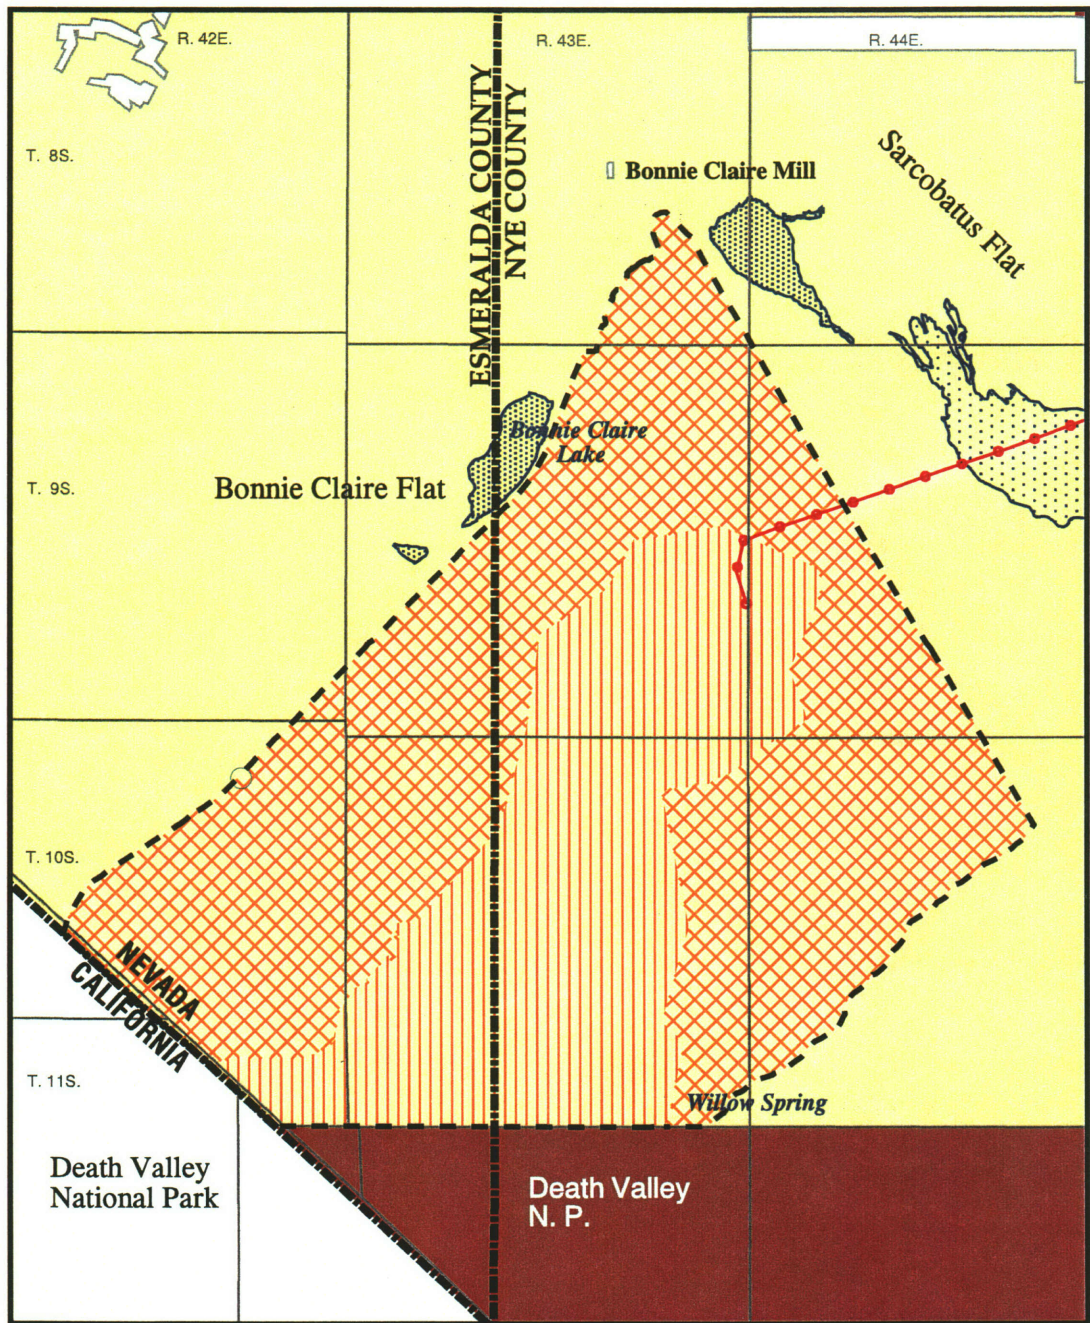 R. 42E.
R. 43E.
R. 44E.
ESMERALDA COUNTY
NYE COUNTY
T. 8S.
Bonnie Claire Mill
Sarcobatus Flat
Bonnie Claire
Lake
Bonnie Claire Flat
T. 9S.
T. 10S.
NEVADA
CALIFORNIA
T. 11S.
Willow Spring
Death Valley
National Park
Death Valley
N. P.